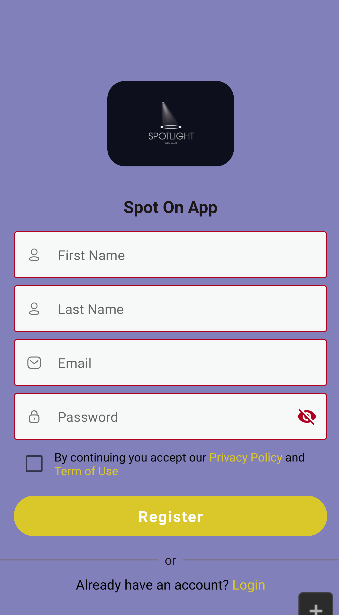 SPOTLIGHT
Spot On App
First Name
Last Name
Email
Password
By continuing you accept our Privacy Policy and
Term of Use
Register
or
Already have an account? Login
+